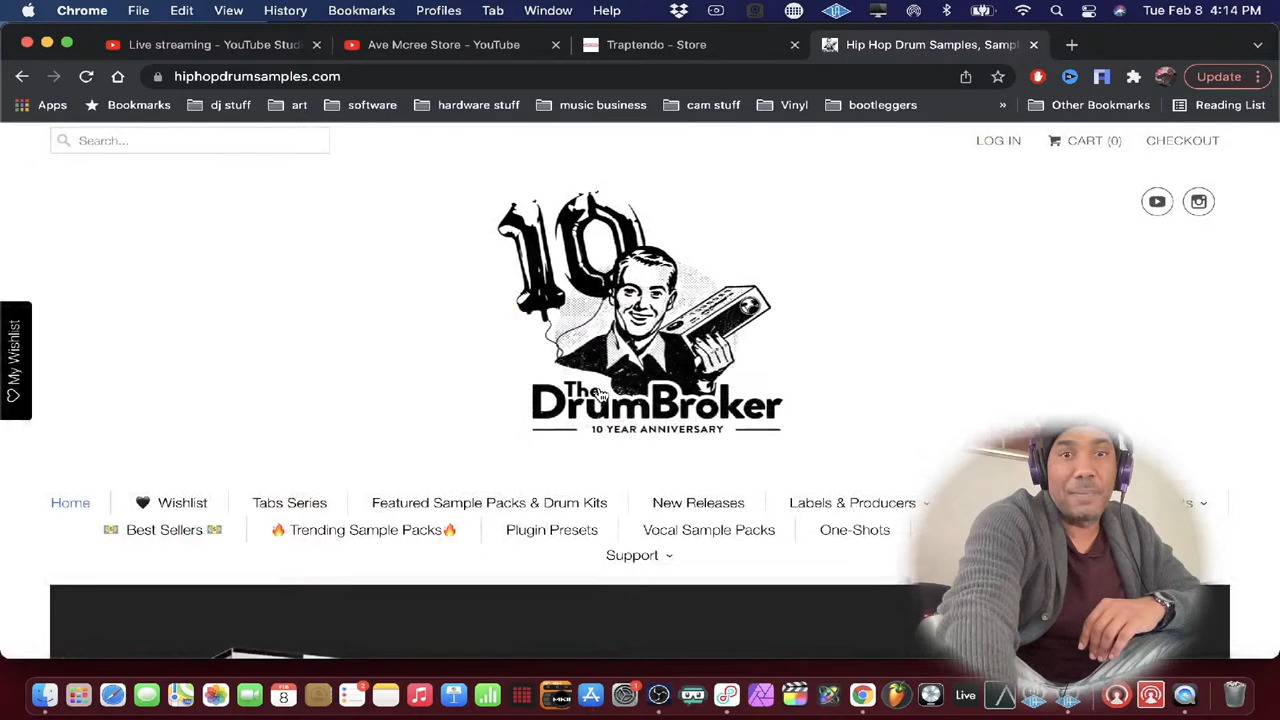 Chrome File Edit View History Bookmarks Profiles Tab Window Help Tue Feb 8 4:14 PM
Live streaming - YouTube Studi Ave Mcree Store - YouTube Traptendo - Store Hip Hop Drum Samples, Sampl
hiphopdrumsamples.com Update
Apps Bookmarks dj stuff art software hardware stuff music business cam stuff Vinyl bootleggers » Other Bookmarks Reading List
Search... LOG IN CART (0) CHECKOUT
10
My Wishlist
The
DrumBroker
10 YEAR ANNIVERSARY
Home 🖤 Wishlist Tabs Series Featured Sample Packs & Drum Kits New Releases Labels & Producers
💵 Best Sellers 💵 🔥 Trending Sample Packs🔥 Plugin Presets Vocal Sample Packs One-Shots
Support
FEB
8 Live